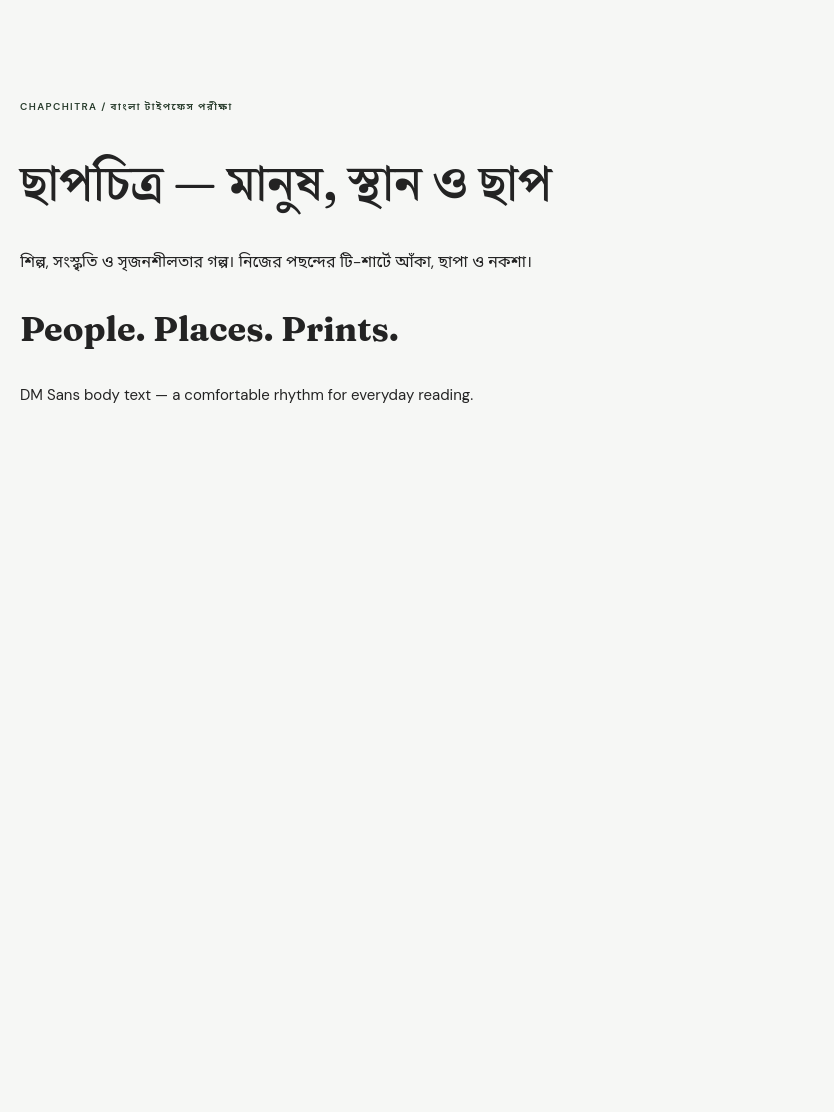 CHAPCHITRA / বাংলা টাইপফেস পরীক্ষা
ছাপচিত্র — মানুষ, স্থান ও ছাপ
শিল্প, সংস্কৃতি ও সৃজনশীলতার গল্প। নিজের পছন্দের টি-শার্টে আঁকা, ছাপা ও নকশা।
People. Places. Prints.
DM Sans body text — a comfortable rhythm for everyday reading.